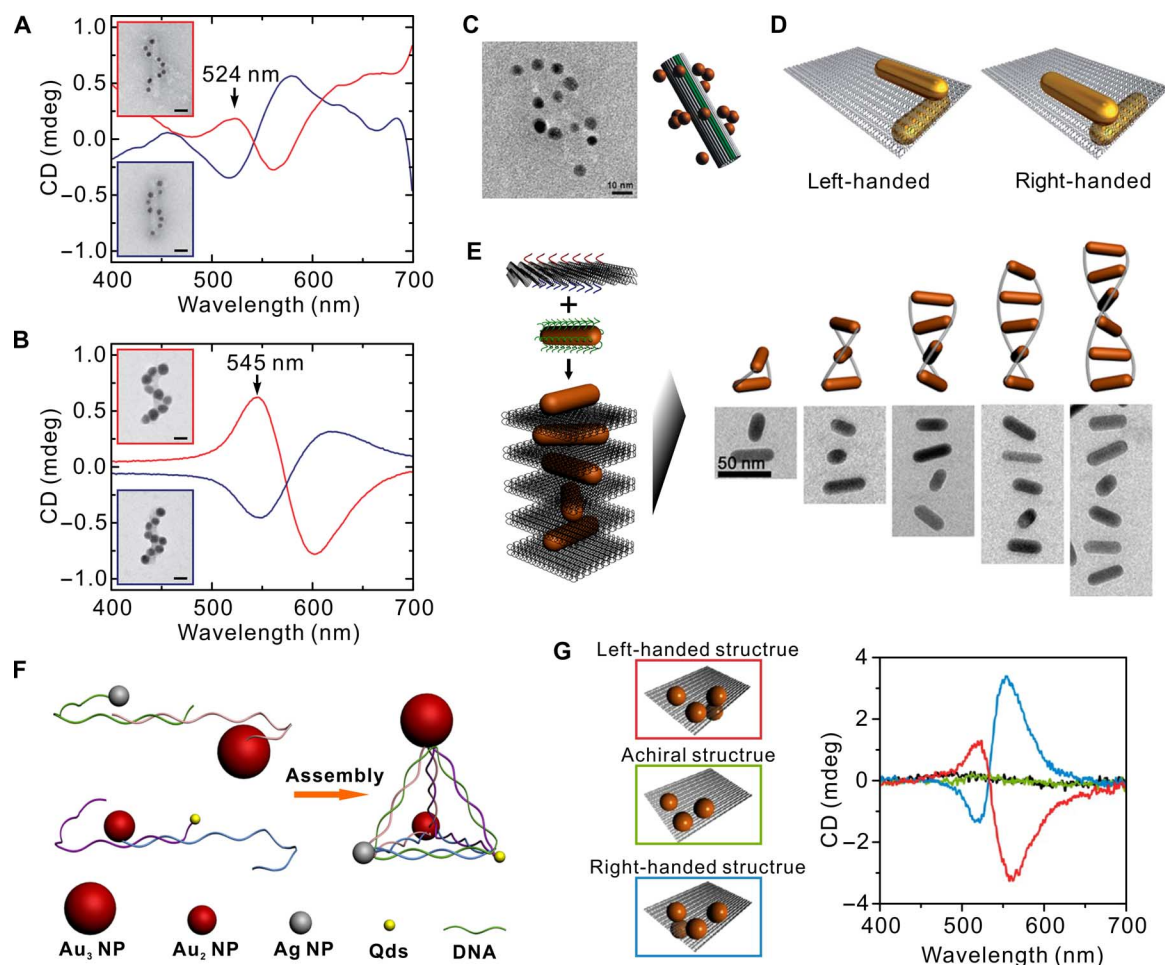 A
1.0
0.5
0.0
−0.5
−1.0
CD (mdeg)
524 nm
400 500 600 700
Wavelength (nm)
B
1.0
0.5
0.0
−0.5
−1.0
CD (mdeg)
545 nm
400 500 600 700
Wavelength (nm)
C
10 nm
D
Left-handed
Right-handed
E
+
50 nm
F
Assembly
Au₃ NP
Au₂ NP
Ag NP
Qds
DNA
G
Left-handed structrue
Achiral structrue
Right-handed structrue
4
2
0
−2
−4
CD (mdeg)
400 500 600 700
Wavelength (nm)